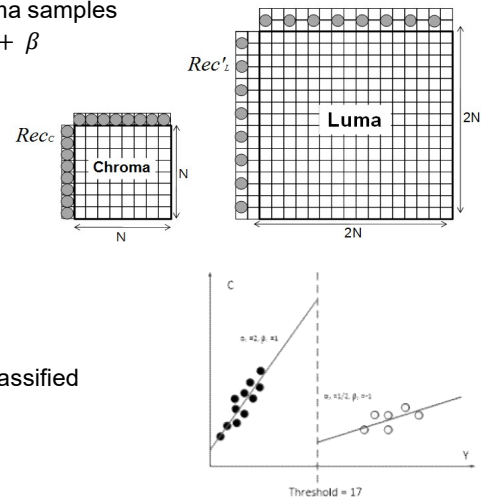 ma samples
+ β
Rec'L
Luma
2N
2N
RecC
Chroma
N
N
assified
C
α₁ =2, β₁ =1
α₂ =1/2, β₂ =-1
Y
Threshold = 17